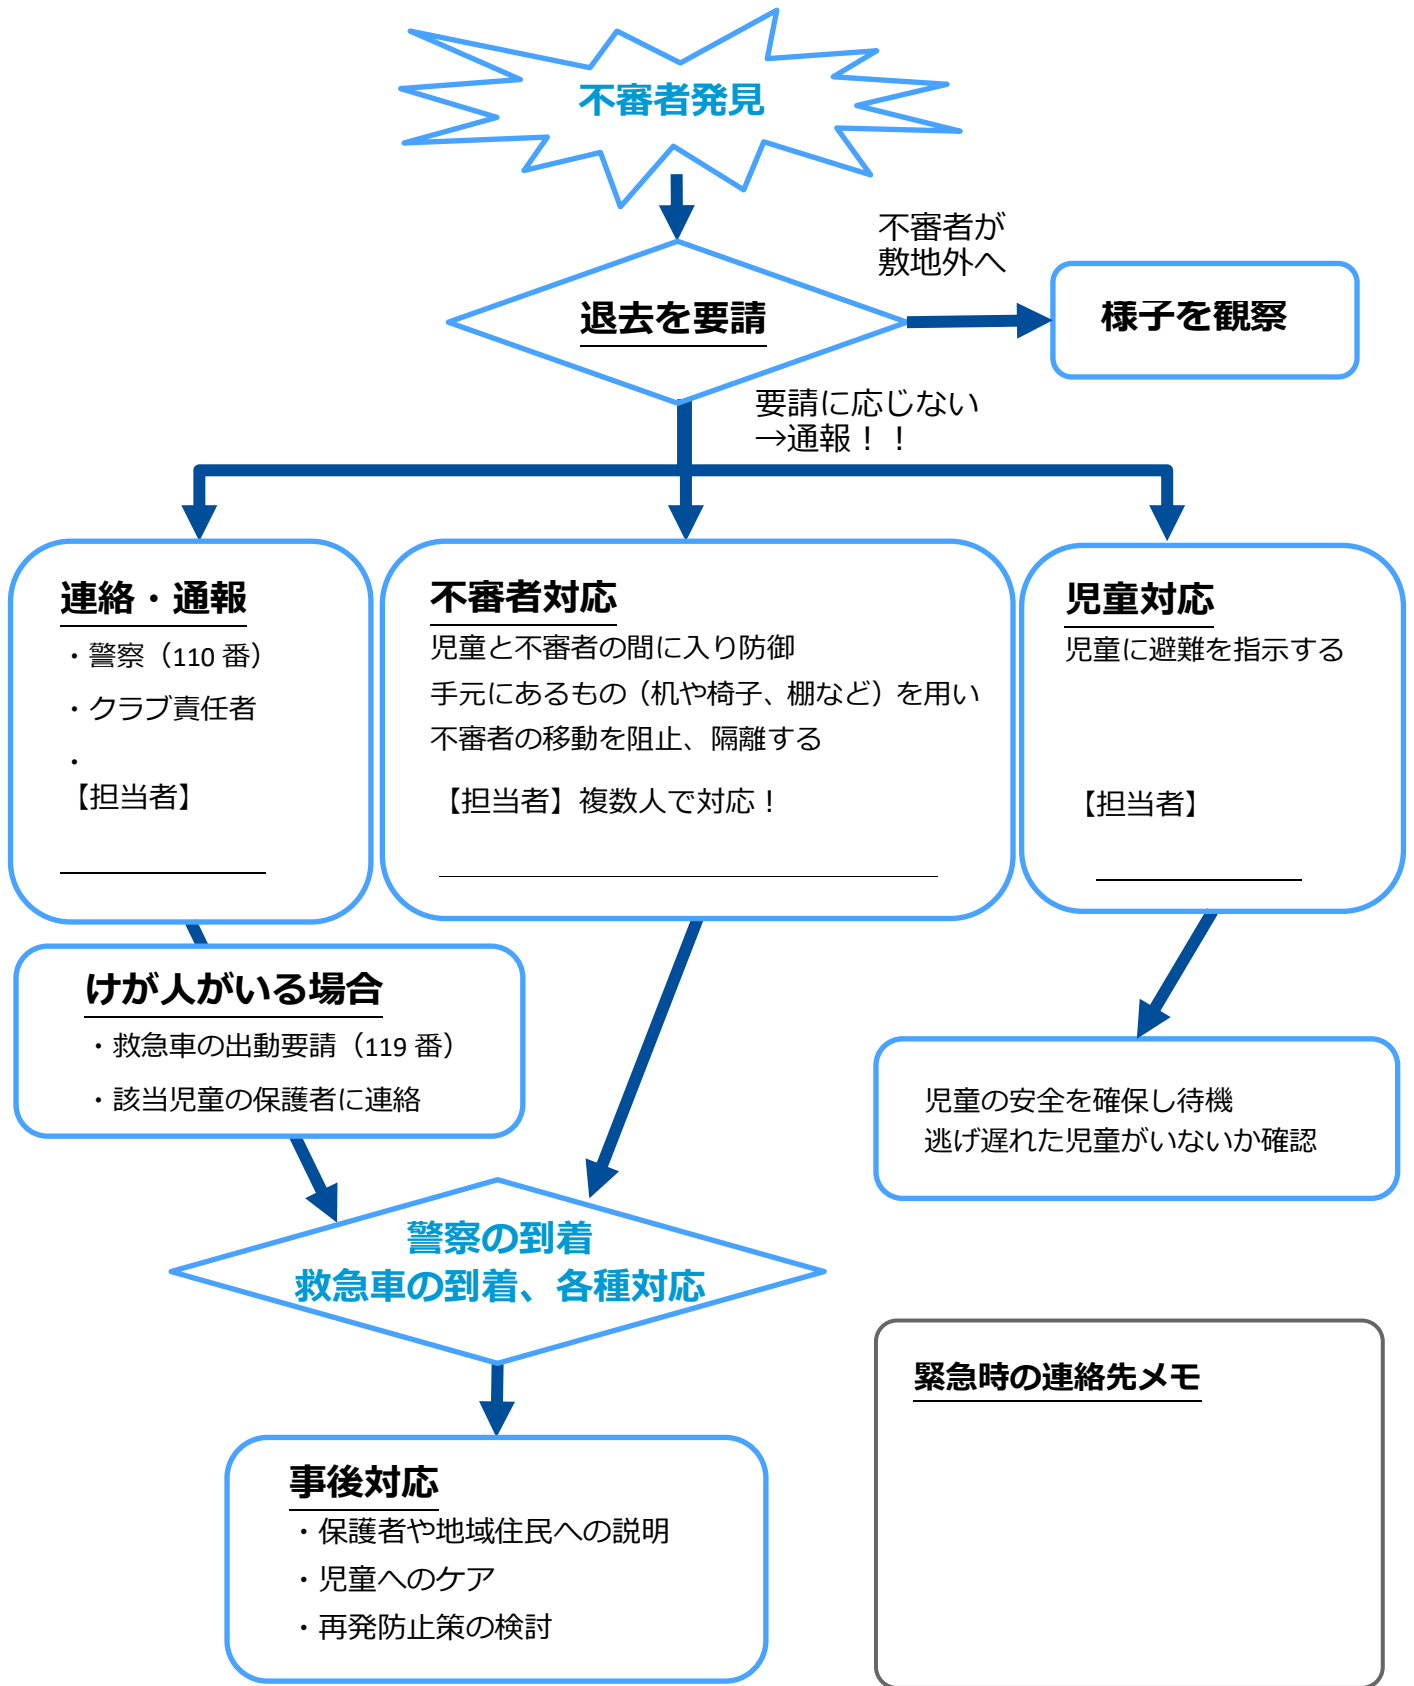 不審者発見
不審者が
敷地外へ
退去を要請
様子を観察
要請に応じない
→通報！！
連絡・通報
・警察（110 番）
・クラブ責任者
・
【担当者】
不審者対応
児童と不審者の間に入り防御
手元にあるもの（机や椅子、棚など）を用い
不審者の移動を阻止、隔離する
【担当者】複数人で対応！
児童対応
児童に避難を指示する
【担当者】
けが人がいる場合
・救急車の出動要請（119 番）
・該当児童の保護者に連絡
児童の安全を確保し待機
逃げ遅れた児童がいないか確認
警察の到着
救急車の到着、各種対応
緊急時の連絡先メモ
事後対応
・保護者や地域住民への説明
・児童へのケア
・再発防止策の検討